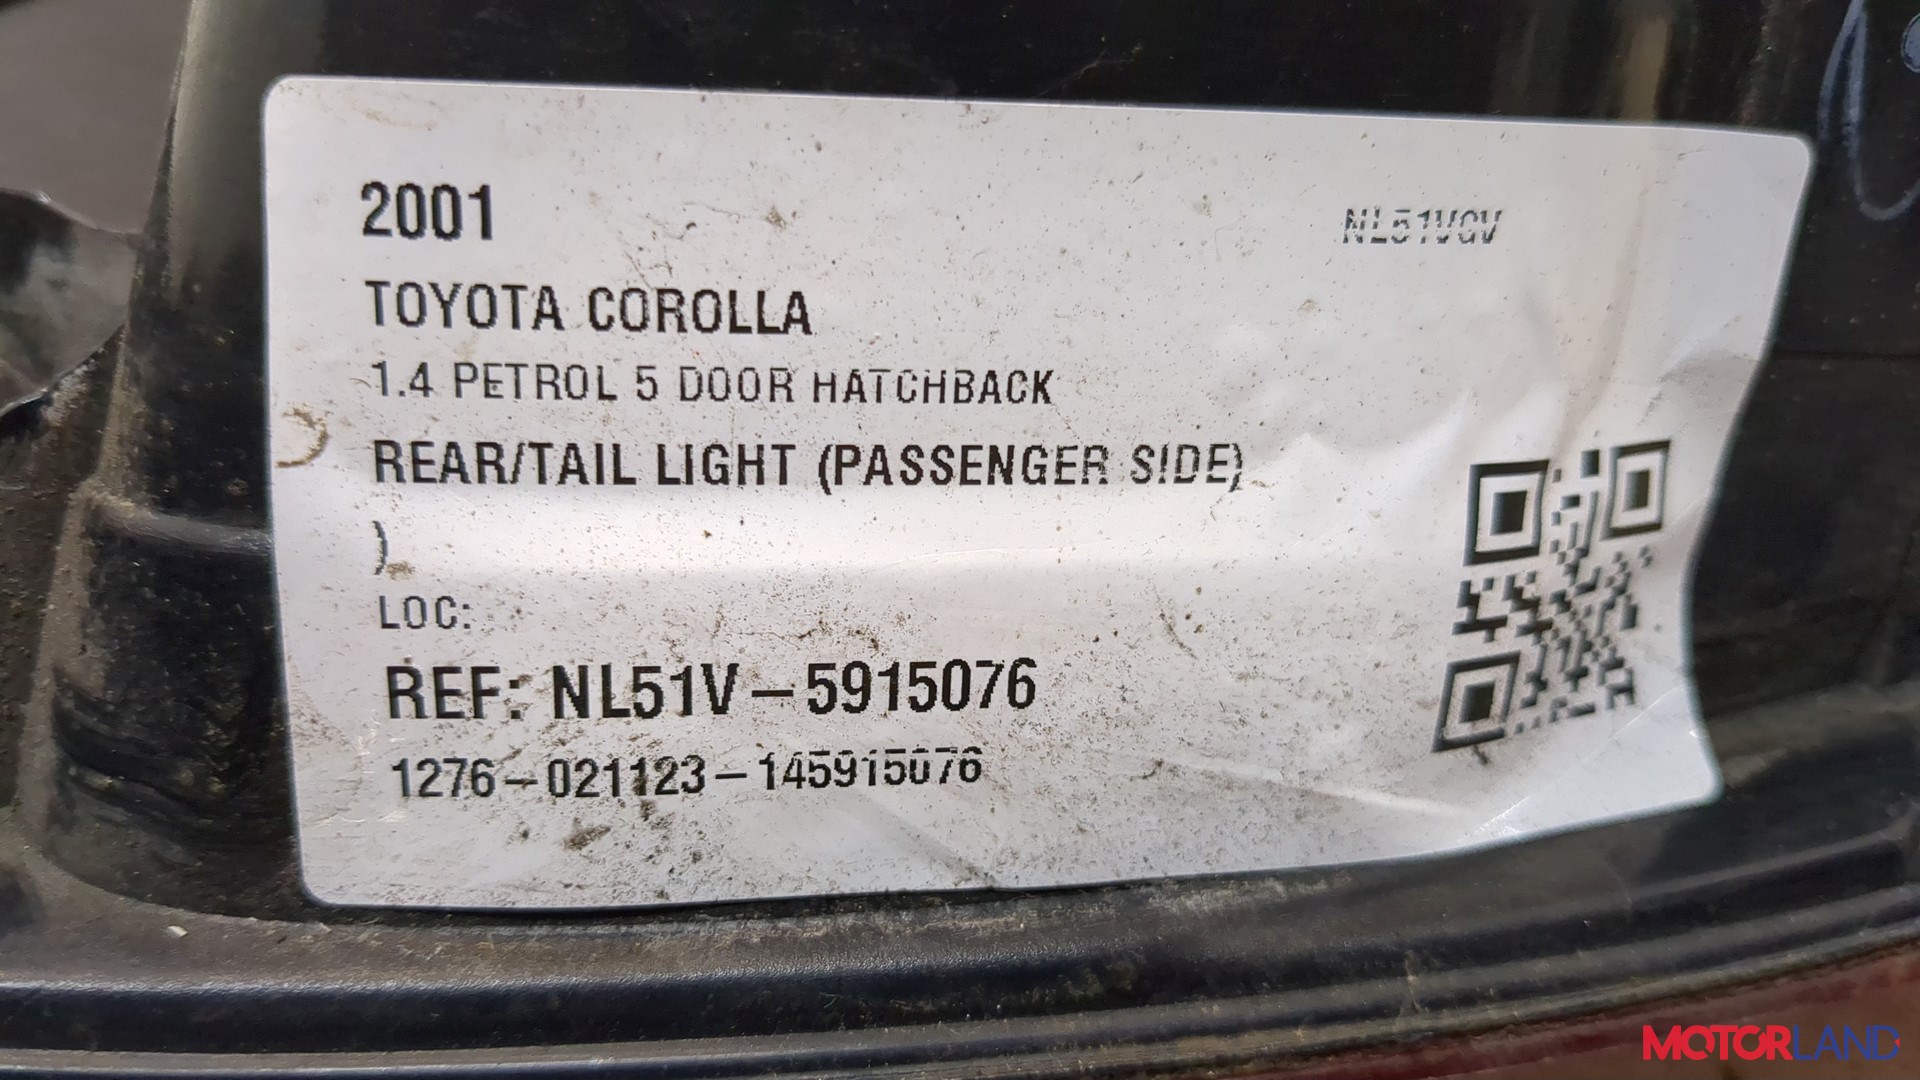 2001
NL51VGV
TOYOTA COROLLA
1.4 PETROL 5 DOOR HATCHBACK
REAR/TAIL LIGHT (PASSENGER SIDE)
)
LOC:
REF: NL51V-5915076
1276-021123-145915076
MOTORLAND